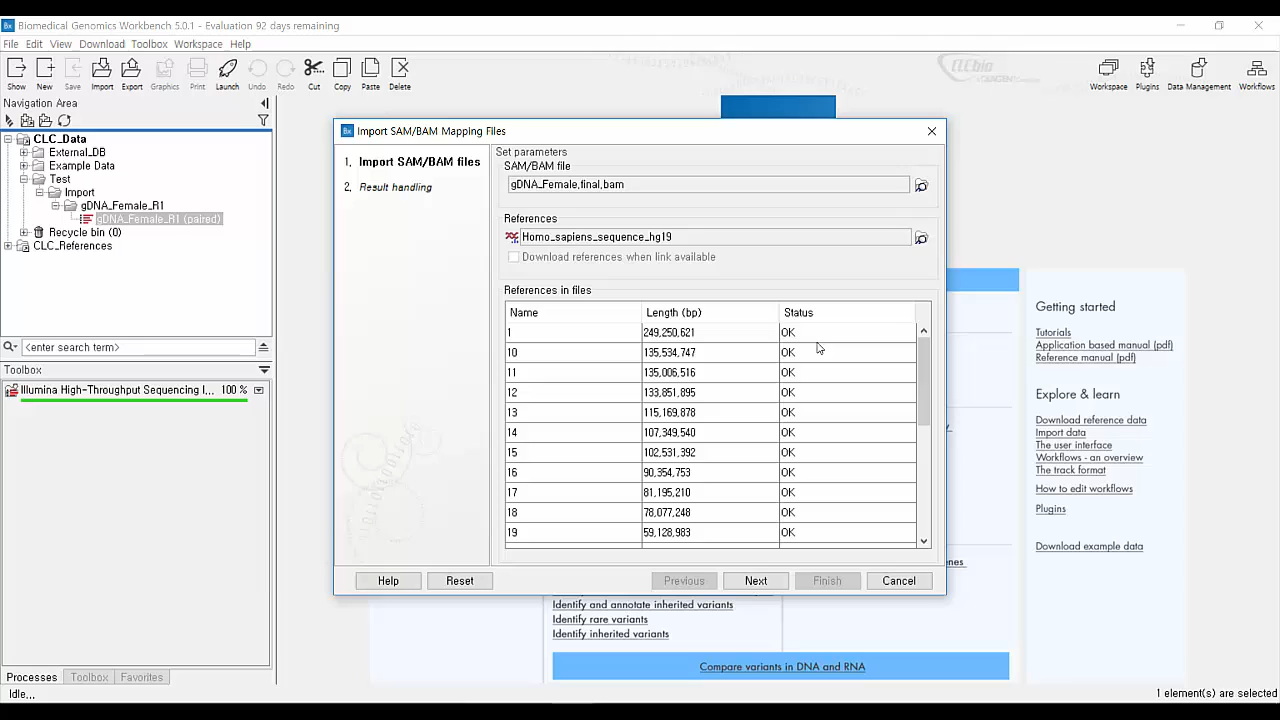 Biomedical Genomics Workbench 5.0.1 - Evaluation 92 days remaining
File Edit View Download Toolbox Workspace Help
Show New Save Import Export Graphics Print Launch Undo Redo Cut Copy Paste Delete Workspace Plugins Data Management Workflows
Navigation Area
CLC_Data
External_DB
Example Data
Test
Import
gDNA_Female_R1
gDNA_Female_R1 (paired)
Recycle bin (0)
CLC_References
<enter search term>
Toolbox
Illumina High-Throughput Sequencing I,,, 100 %
Processes Toolbox Favorites
Idle,,,
Import SAM/BAM Mapping Files
1, Import SAM/BAM files
2, Result handling
Set parameters
SAM/BAM file
gDNA_Female,final,bam
References
Homo_sapiens_sequence_hg19
Download references when link available
References in files
Name Length (bp) Status
1 249,250,621 OK
10 135,534,747 OK
11 135,006,516 OK
12 133,851,895 OK
13 115,169,878 OK
14 107,349,540 OK
15 102,531,392 OK
16 90,354,753 OK
17 81,195,210 OK
18 78,077,248 OK
19 59,128,983 OK
Help Reset Previous Next Finish Cancel
Identify and annotate inherited variants
Identify rare variants
Identify inherited variants
Compare variants in DNA and RNA
Getting started
Tutorials
Application based manual (pdf)
Reference manual (pdf)
Explore & learn
Download reference data
Import data
The user interface
Workflows - an overview
The track format
How to edit workflows
Plugins
Download example data
1 element(s) are selected